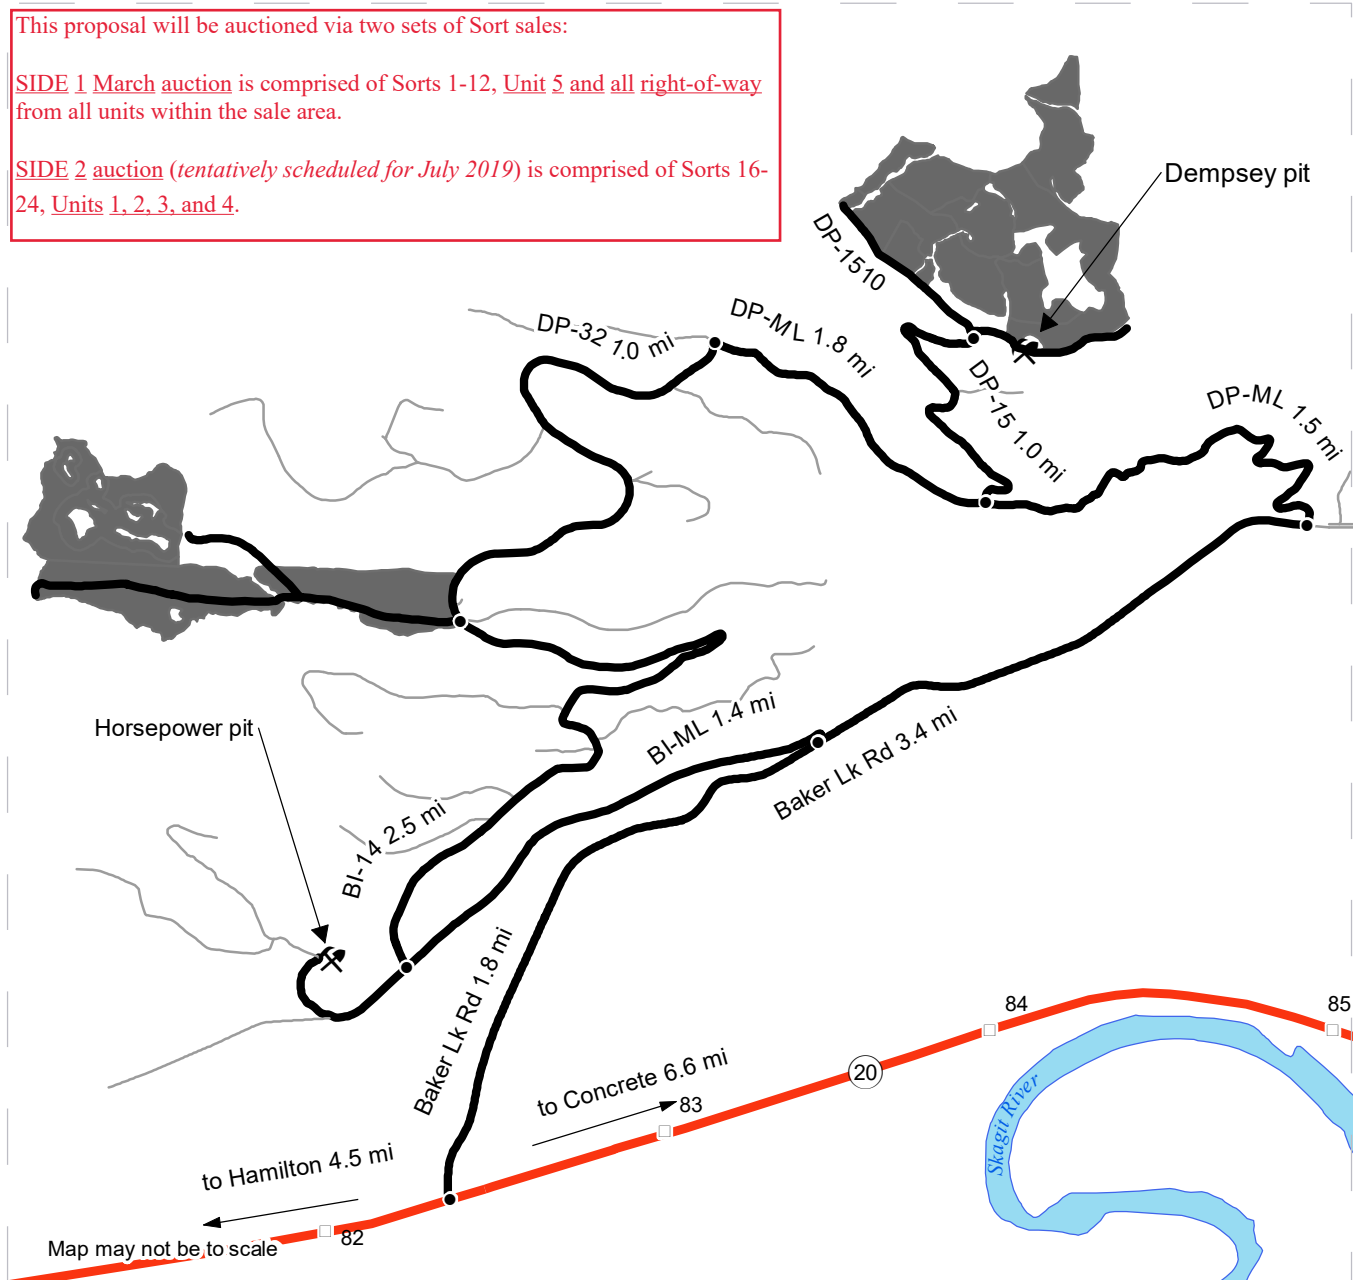 This proposal will be auctioned via two sets of Sort sales:
SIDE 1 March auction is comprised of Sorts 1-12, Unit 5 and all right-of-way
from all units within the sale area.
SIDE 2 auction (tentatively scheduled for July 2019) is comprised of Sorts 16-
24, Units 1, 2, 3, and 4.
Dempsey pit
DP-1510
DP-ML 1.8 mi
DP-32 1.0 mi
DP-15 1.0 mi
DP-ML 1.5 mi
Horsepower pit
BI-ML 1.4 mi
Baker Lk Rd 3.4 mi
BI-14 2.5 mi
Baker Lk Rd 1.8 mi
84
85
20
Skagit River
to Concrete 6.6 mi
83
to Hamilton 4.5 mi
82
Map may not be to scale